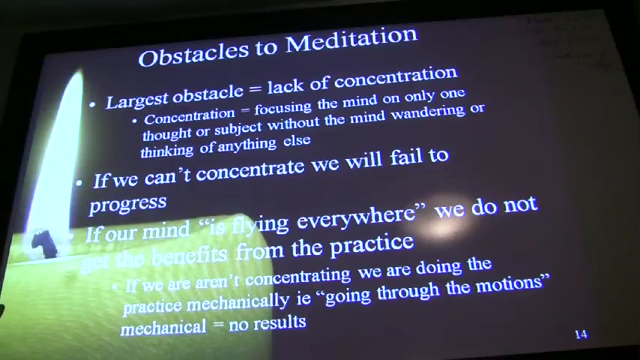 Obstacles to Meditation
• Largest obstacle = lack of concentration
• Concentration = focusing the mind on only one
thought or subject without the mind wandering or
thinking of anything else
• If we can't concentrate we will fail to
progress
• If our mind "is flying everywhere" we do not
get the benefits from the practice
• If we are aren't concentrating we are doing the
practice mechanically ie "going through the motions"
mechanical = no results
14